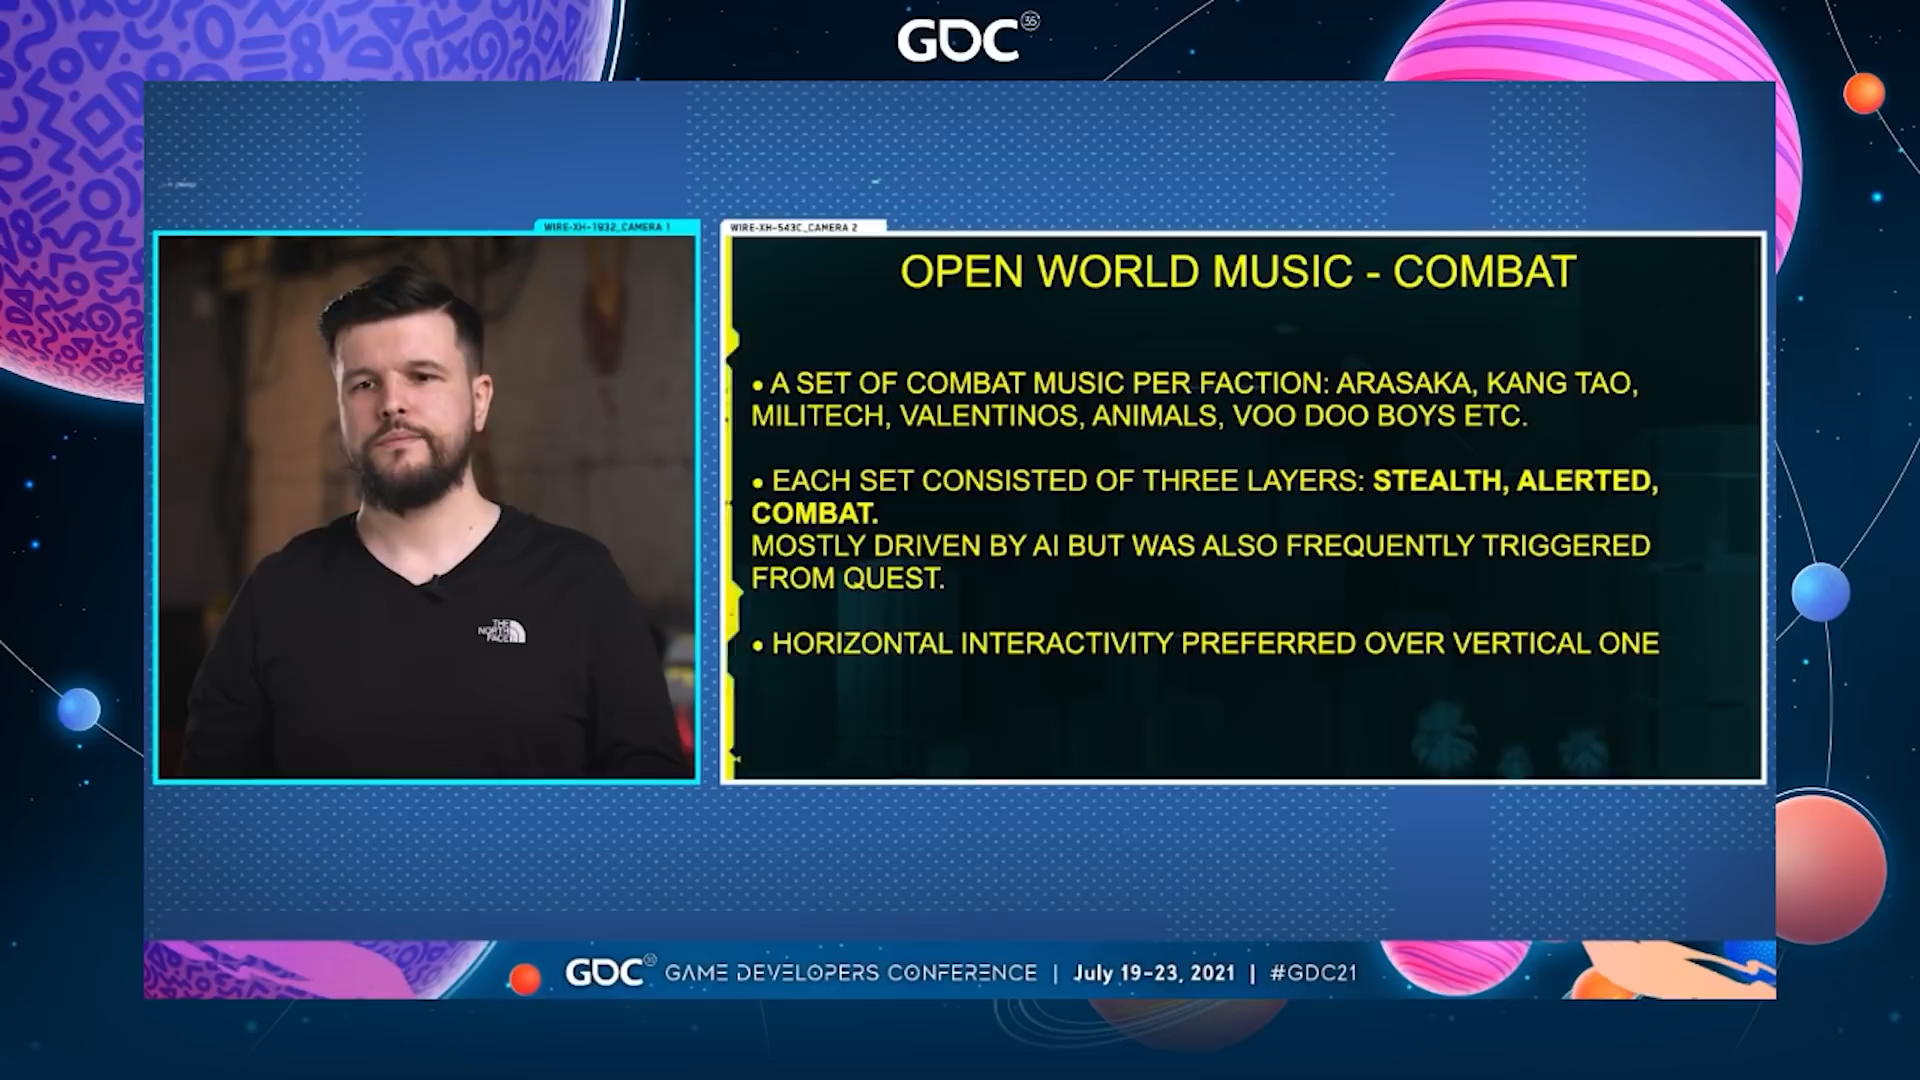 GDC 35
WIRE-XH-1932_CAMERA 1
WIRE-XH-543C_CAMERA 2
OPEN WORLD MUSIC - COMBAT
• A SET OF COMBAT MUSIC PER FACTION: ARASAKA, KANG TAO,
MILITECH, VALENTINOS, ANIMALS, VOO DOO BOYS ETC.
• EACH SET CONSISTED OF THREE LAYERS: STEALTH, ALERTED,
COMBAT.
MOSTLY DRIVEN BY AI BUT WAS ALSO FREQUENTLY TRIGGERED
FROM QUEST.
• HORIZONTAL INTERACTIVITY PREFERRED OVER VERTICAL ONE
THE
NORTH
FACE
GDC 35 GAME DEVELOPERS CONFERENCE | July 19-23, 2021 | #GDC21